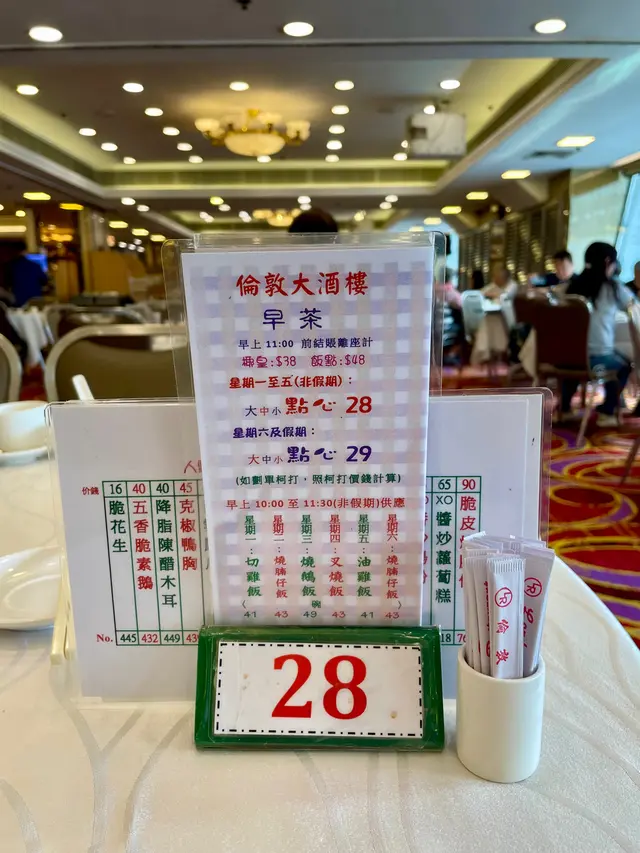 倫敦大酒樓
早茶
早上 11:00 前結賬離座計
皇:$38 飯點:$48
星期一至五(非假期):
大中小點心 28
星期六及假期:
大中小點心 29
(如劃單柯打,照柯打價錢計算)
早上 10:00 至 11:30(非假期)供應
星期一:切雞飯 41
星期二:燒腩仔飯 43
星期三:燒飯 49
星期四:叉燒飯 43
星期五:油雞飯 41
星期六:燒飯 43
价錢 16 40 40 45
脆花生
五香脆素鵝
降脂陳醋木耳
椒鴨胸
No. 445 432 449
65 90
XO醬炒蘿蔔糕
脆皮
28
倫敦